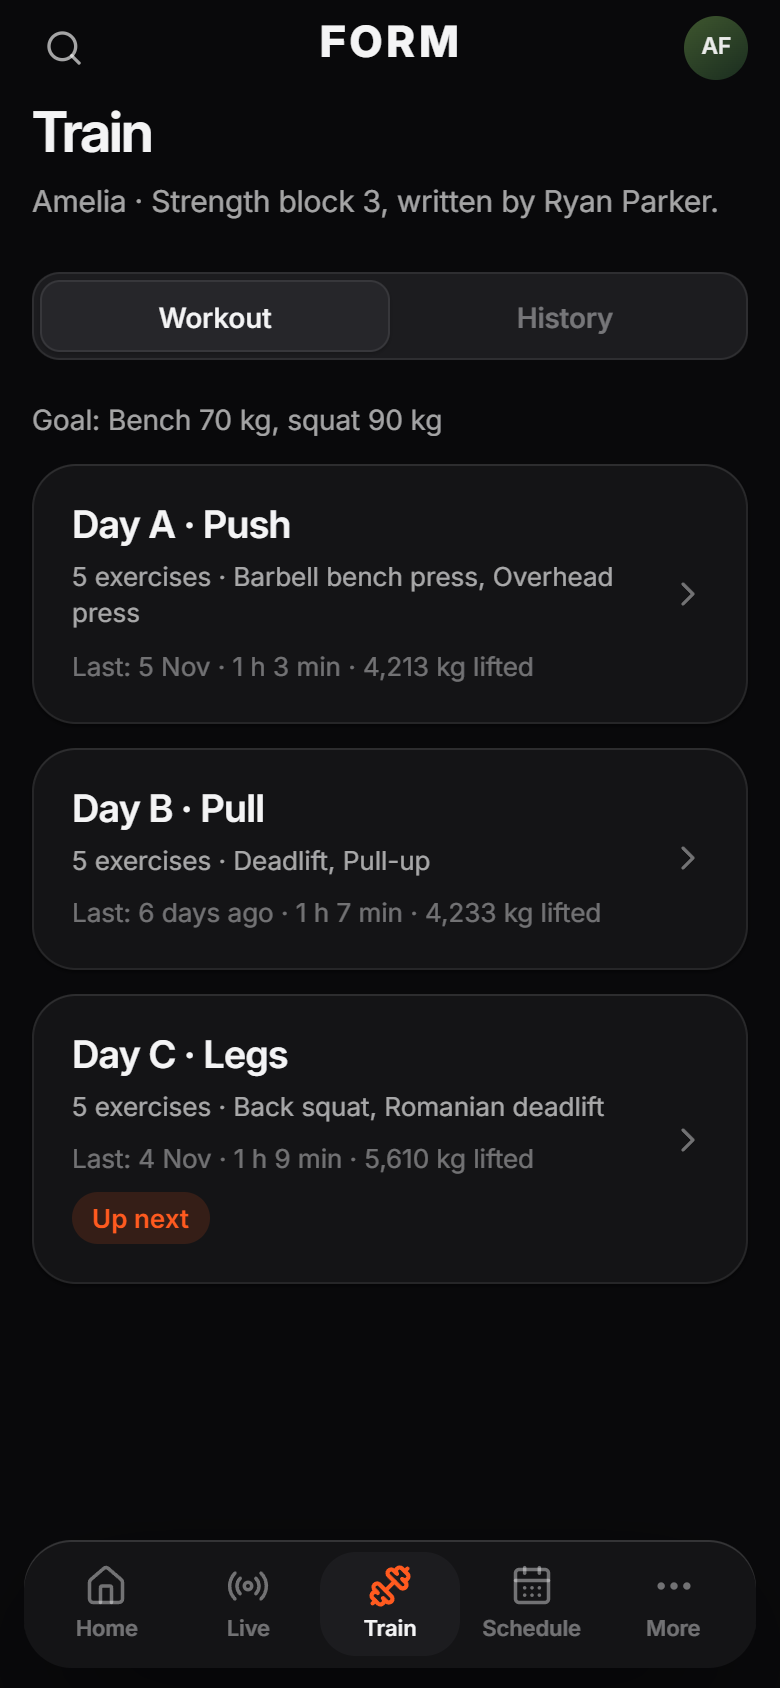 FORM
AF
Train
Amelia · Strength block 3, written by Ryan Parker.
Workout
History
Goal: Bench 70 kg, squat 90 kg
Day A · Push
5 exercises · Barbell bench press, Overhead
press
Last: 5 Nov · 1 h 3 min · 4,213 kg lifted
Day B · Pull
5 exercises · Deadlift, Pull-up
Last: 6 days ago · 1 h 7 min · 4,233 kg lifted
Day C · Legs
5 exercises · Back squat, Romanian deadlift
Last: 4 Nov · 1 h 9 min · 5,610 kg lifted
Up next
Home
Live
Train
Schedule
More